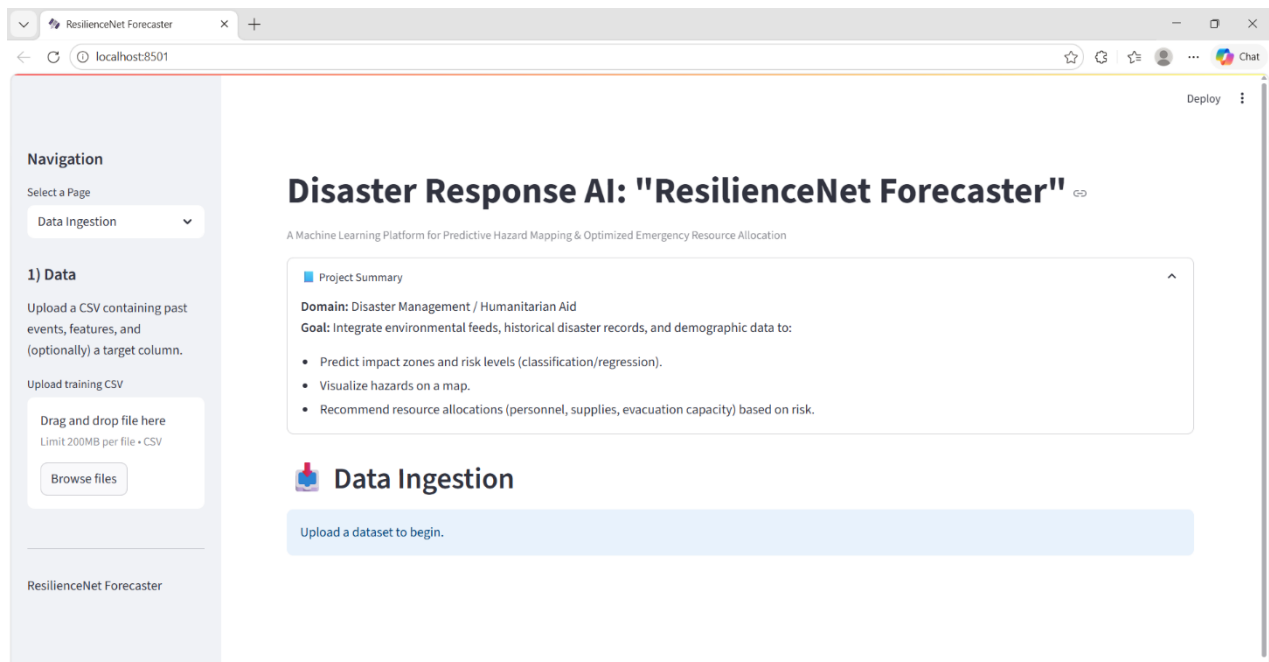 ResilienceNet Forecaster
localhost:8501
Chat
Deploy
Navigation
Select a Page
Data Ingestion
1) Data
Upload a CSV containing past
events, features, and
(optionally) a target column.
Upload training CSV
Drag and drop file here
Limit 200MB per file • CSV
Browse files
ResilienceNet Forecaster
Disaster Response AI: "ResilienceNet Forecaster"
A Machine Learning Platform for Predictive Hazard Mapping & Optimized Emergency Resource Allocation
Project Summary
Domain: Disaster Management / Humanitarian Aid
Goal: Integrate environmental feeds, historical disaster records, and demographic data to:
• Predict impact zones and risk levels (classification/regression).
• Visualize hazards on a map.
• Recommend resource allocations (personnel, supplies, evacuation capacity) based on risk.
Data Ingestion
Upload a dataset to begin.